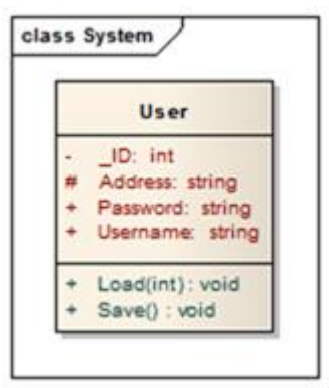 class System
User
- _ID: int
# Address: string
+ Password: string
+ Username: string
+ Load(int) : void
+ Save() : void